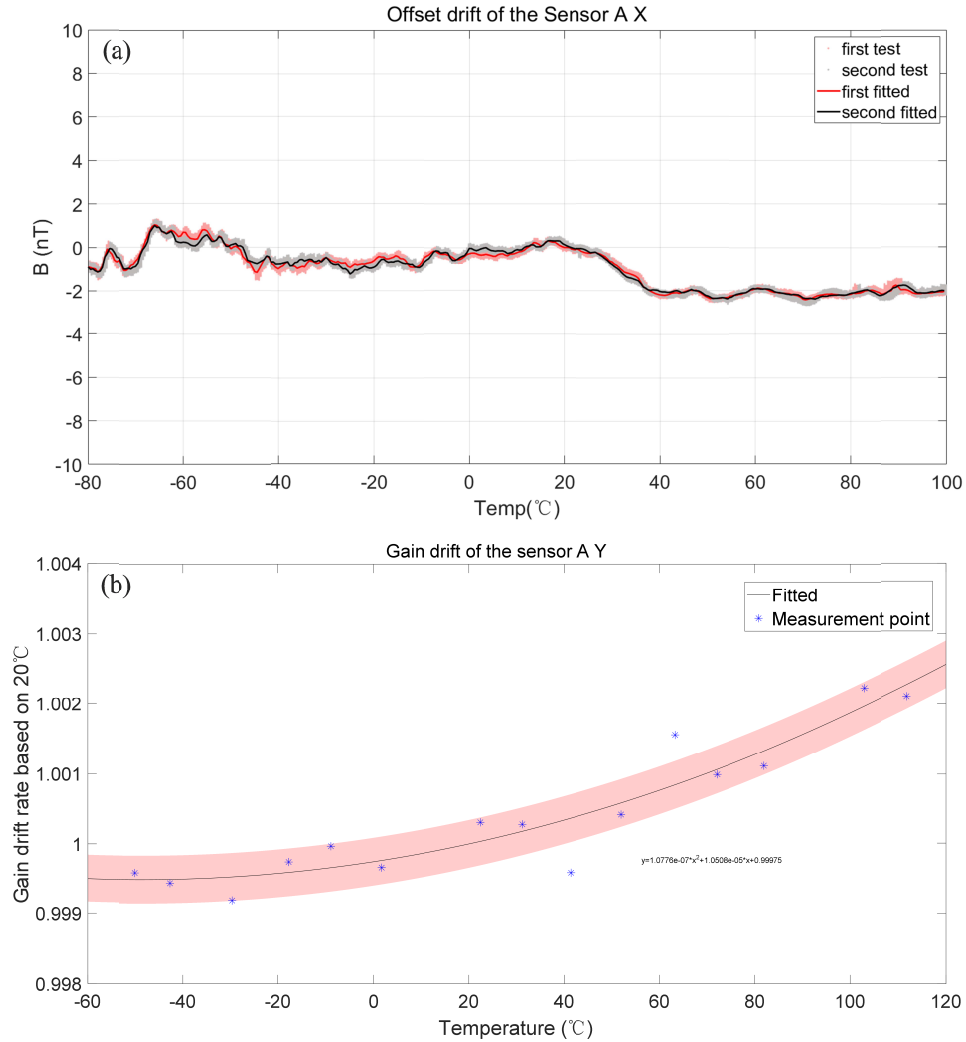 Offset drift of the Sensor A X
(a)
first test
second test
first fitted
second fitted
10
8
6
4
2
0
-2
-4
-6
-8
-10
B (nT)
-80 -60 -40 -20 0 20 40 60 80 100
Temp(℃)
Gain drift of the sensor A Y
(b)
Fitted
Measurement point
1.004
1.003
1.002
1.001
1
0.999
0.998
Gain drift rate based on 20℃
y=1.0776e-07*x²+1.0508e-05*x+0.99975
-60 -40 -20 0 20 40 60 80 100 120
Temperature (℃)